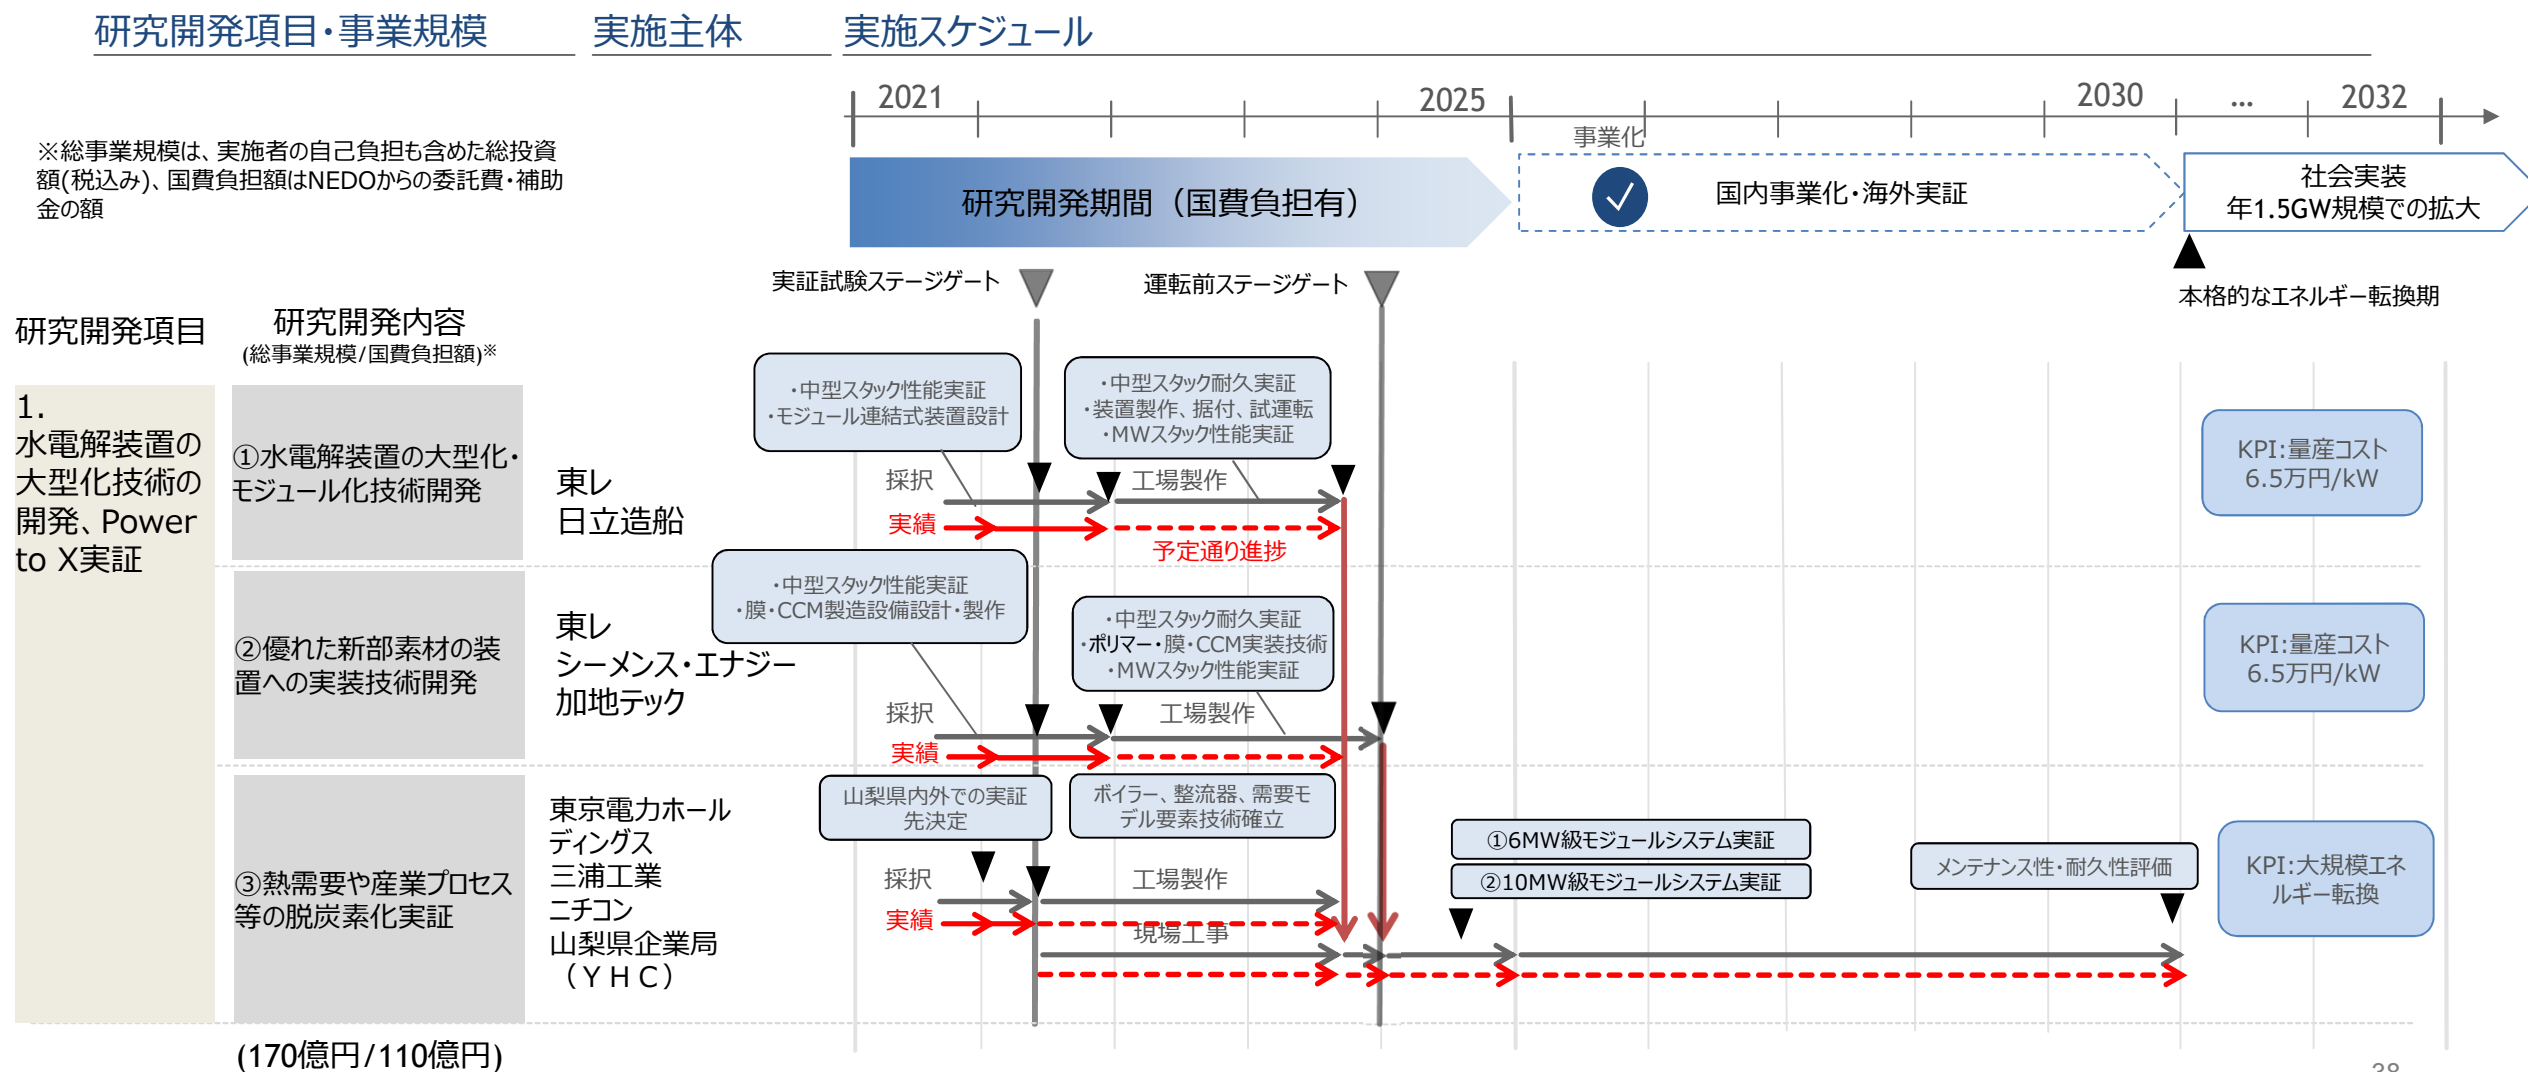 研究開発項目・事業規模
実施主体
実施スケジュール
2021
2025
2030
...
2032
※総事業規模は、実施者の自己負担も含めた総投資
額(税込み)、国費負担額はNEDOからの委託費・補助
金の額
事業化
研究開発期間（国費負担有）
国内事業化・海外実証
社会実装
年1.5GW規模での拡大
実証試験ステージゲート
運転前ステージゲート
本格的なエネルギー転換期
研究開発項目
研究開発内容
(総事業規模/国費負担額)※
1.
水電解装置の
大型化技術の
開発、Power
to X実証
①水電解装置の大型化・
モジュール化技術開発
東レ
日立造船
・中型スタック性能実証
・モジュール連結式装置設計
・中型スタック耐久実証
・装置製作、据付、試運転
・MWスタック性能実証
採択
工場製作
実績
予定通り進捗
KPI:量産コスト
6.5万円/kW
②優れた新部素材の装
置への実装技術開発
東レ
シーメンス・エナジー
加地テック
・中型スタック性能実証
・膜・CCM製造設備設計・製作
・中型スタック耐久実証
・ポリマー・膜・CCM実装技術
・MWスタック性能実証
採択
工場製作
実績
KPI:量産コスト
6.5万円/kW
③熱需要や産業プロセス
等の脱炭素化実証
東京電力ホール
ディングス
三浦工業
ニチコン
山梨県企業局
（ＹＨＣ）
山梨県内外での実証
先決定
ボイラー、整流器、需要モ
デル要素技術確立
採択
工場製作
実績
現場工事
①6MW級モジュールシステム実証
②10MW級モジュールシステム実証
メンテナンス性・耐久性評価
KPI:大規模エネ
ルギー転換
(170億円/110億円)
38